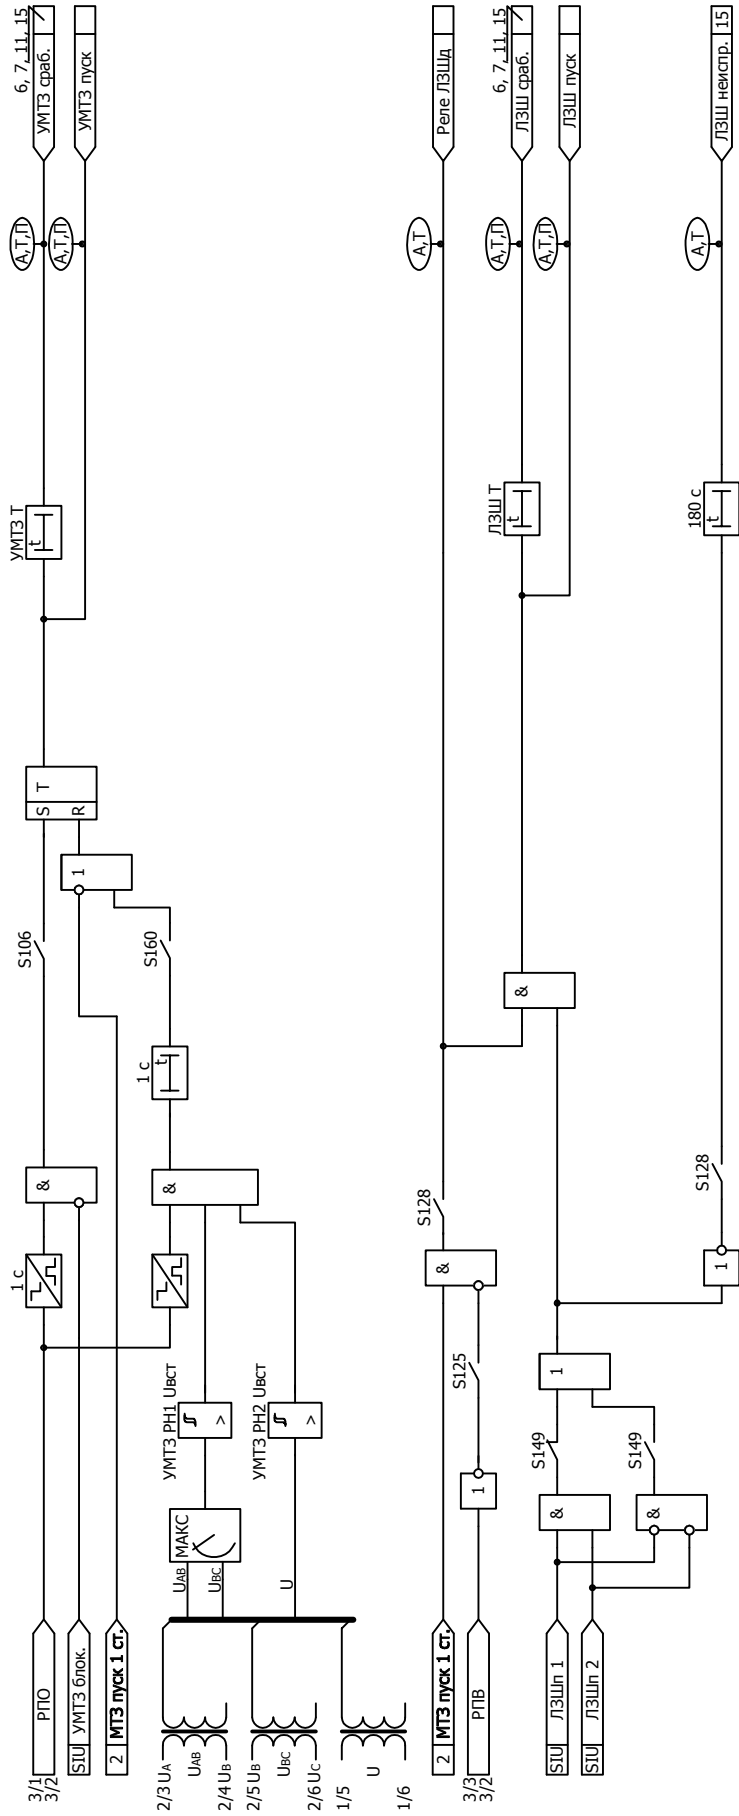 3/1
3/2
РПО
1 с
&
S106
S T
R
УМТЗ Т
t
А,Т,П
6, 7, 11, 15
УМТЗ сраб.
SIU УМТЗ блок.
А,Т,П
УМТЗ пуск
2 МТЗ пуск 1 ст.
1
&
1 с
t
S160
2/3 UA
UAB
2/4 UB
2/5 UB
UBC
2/6 UC
1/5
U
1/6
UAB
UBC
U
МАКС
УМТЗ РН1 Uвст
>
УМТЗ РН2 Uвст
>
2 МТЗ пуск 1 ст.
&
S128
А,Т
Реле ЛЗШд
3/3
3/2
РПВ
1
S125
&
ЛЗШ Т
t
А,Т,П
6, 7, 11, 15
ЛЗШ сраб.
А,Т,П
ЛЗШ пуск
SIU ЛЗШп 1
SIU ЛЗШп 2
&
S149
&
S149
1
1
S128
180 с
t
А,Т
ЛЗШ неиспр. 15